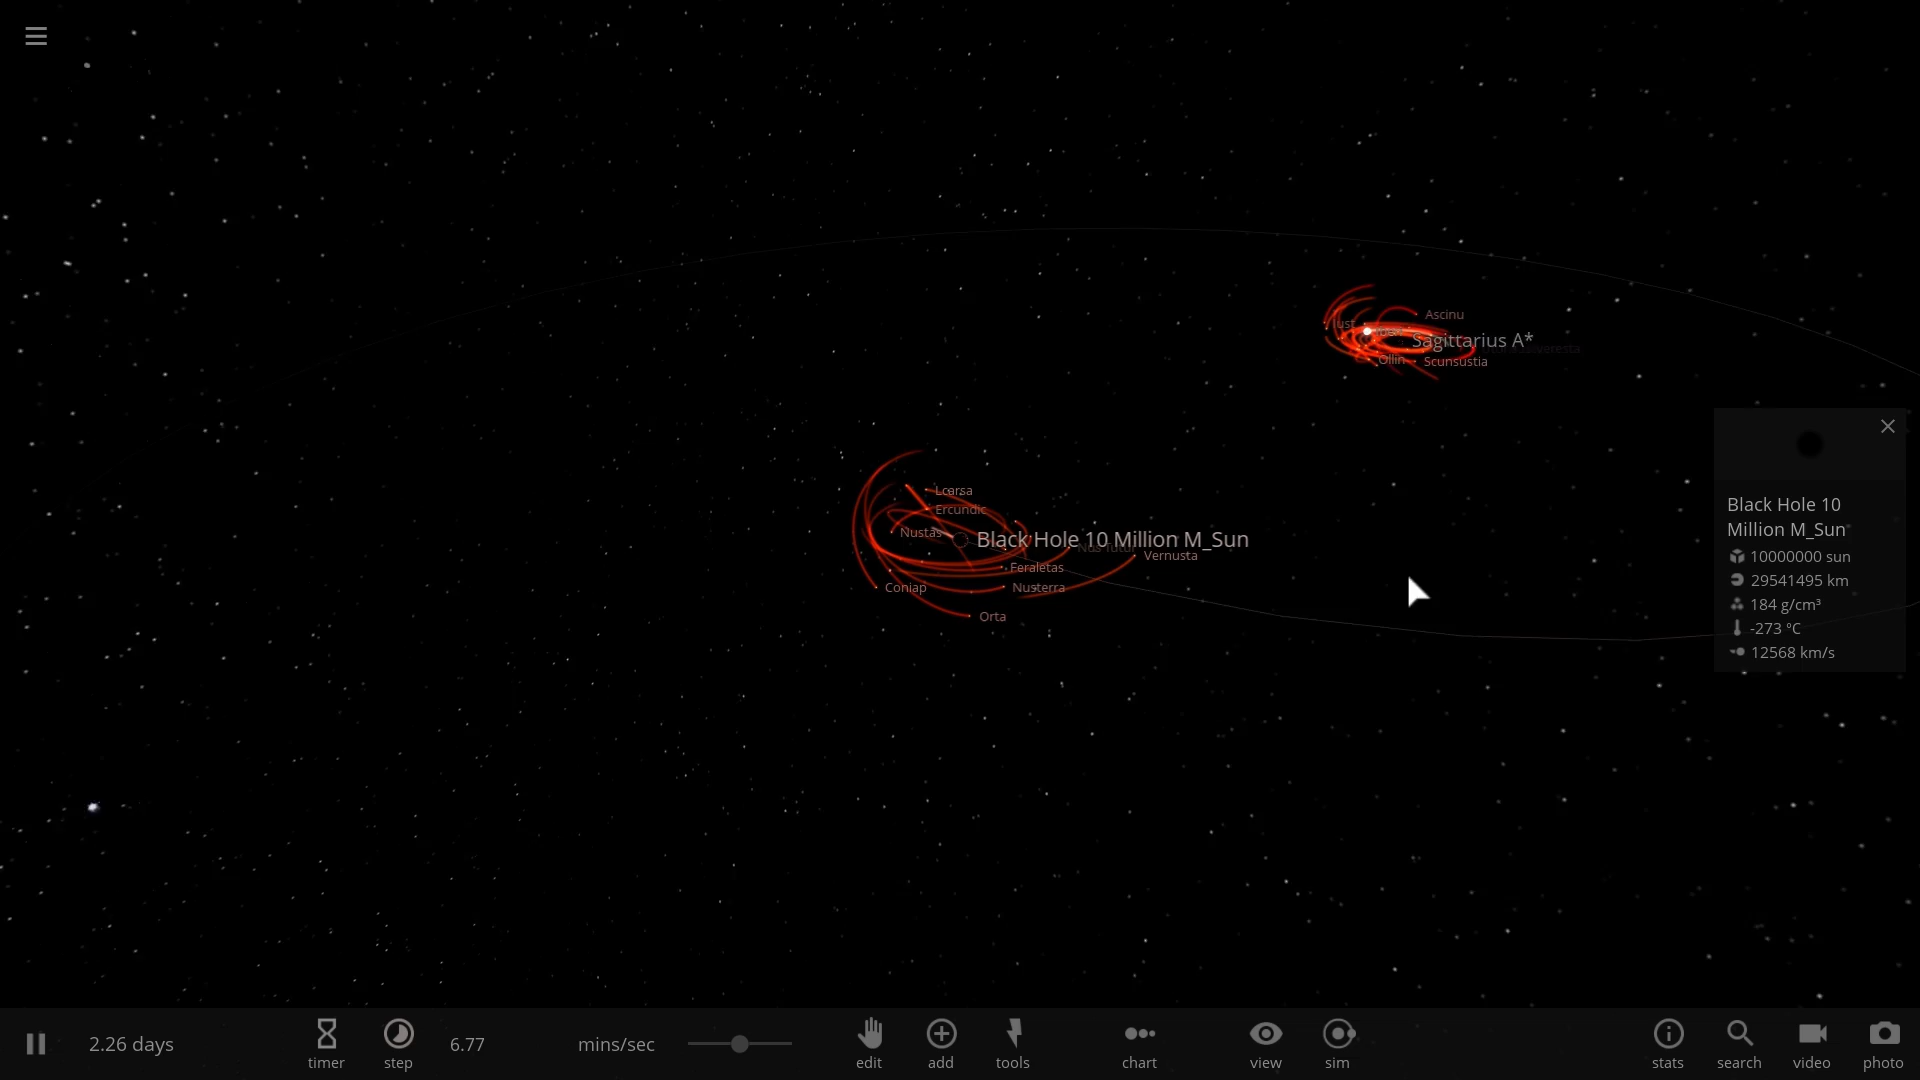 Ascinu
Iust
Sagittarius A*
Ollin
Scunsustia
Black Hole 10
Million M_Sun
10000000 sun
29541495 km
184 g/cm³
-273 °C
12568 km/s
Ercundic
Nustas
Black Hole 10 Million M_Sun
Vernusta
Feraletas
Coniap
Nusterra
Orta
2.26 days
timer
step
6.77
mins/sec
edit
add
tools
chart
view
sim
stats
search
video
photo